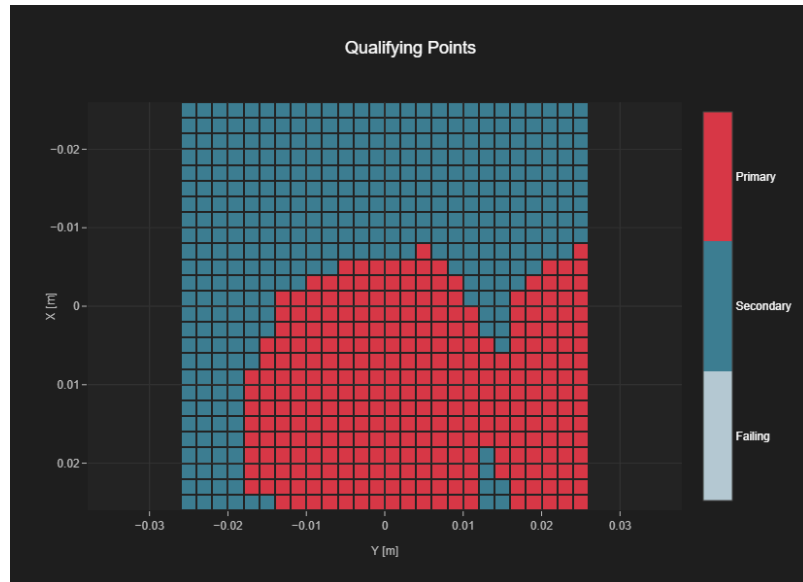 Qualifying Points
−0.02
−0.01
0
0.01
0.02
X [m]
−0.03
−0.02
−0.01
0
0.01
0.02
0.03
Y [m]
Primary
Secondary
Failing